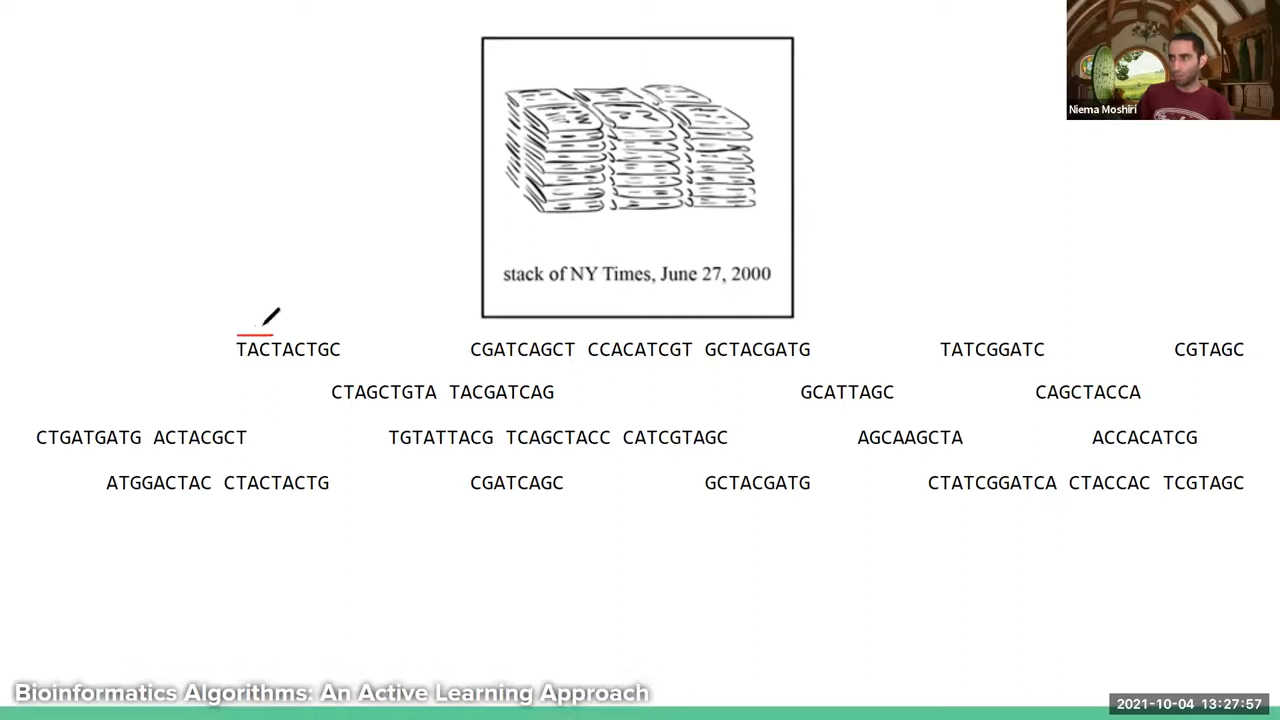 Niema Moshiri
stack of NY Times, June 27, 2000
TACTACTGC CGATCAGCT CCACATCGT GCTACGATG TATCGGATC CGTAGC
CTAGCTGTA TACGATCAG GCATTAGC CAGCTACCA
CTGATGATG ACTACGCT TGTATTACG TCAGCTACC CATCGTAGC AGCAAGCTA ACCACATCG
ATGGACTAC CTACTACTG CGATCAGC GCTACGATG CTATCGGATCA CTACCAC TCGTAGC
Bioinformatics Algorithms: An Active Learning Approach
2021-10-04 13:27:57